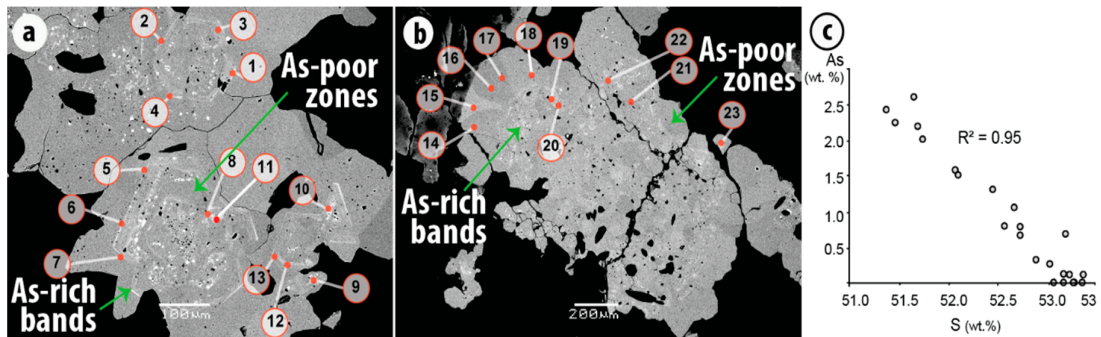 a
2
3
1
As-poor
zones
4
5
8
11
6
10
7
13
9
As-rich
bands
100μm
12
b
17
18
19
22
16
21
15
23
14
20
As-poor
zones
As-rich
bands
200μm
c
As
(wt. %)
2.5
2.0
1.5
1.0
0.5
R² = 0.95
51.0 51.5 52.0 52.5 53.0 53
S (wt.%)